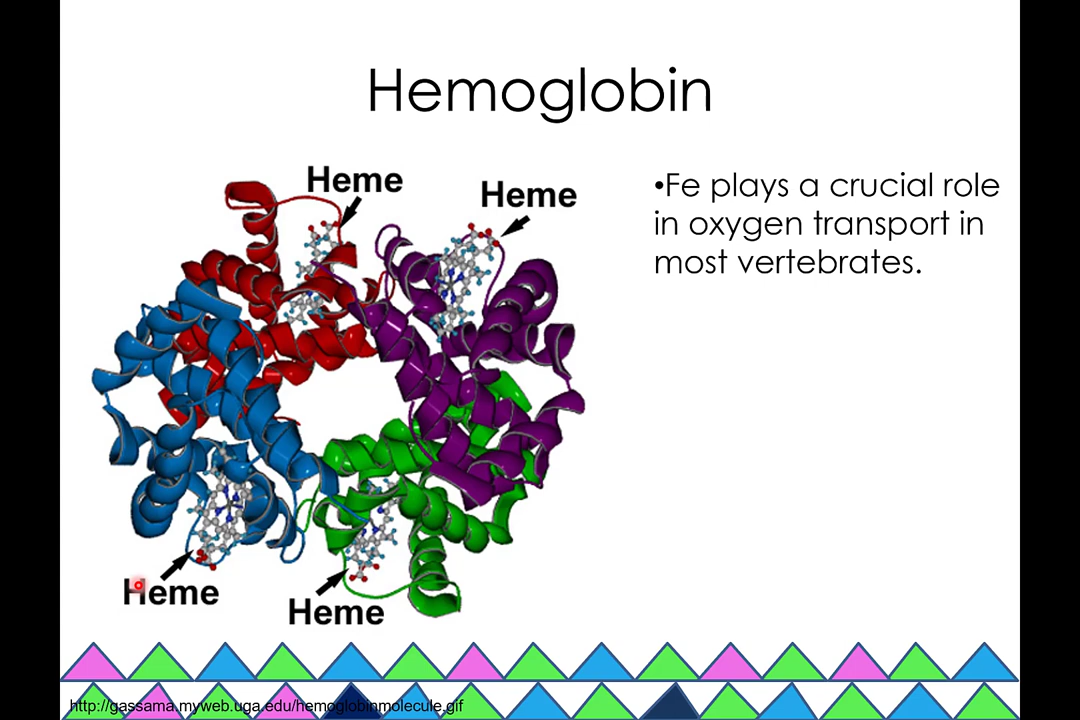 Hemoglobin
Heme
Heme
•Fe plays a crucial role
in oxygen transport in
most vertebrates.
Heme
Heme
http://gassama.myweb.uga.edu/hemoglobinmolecule.gif